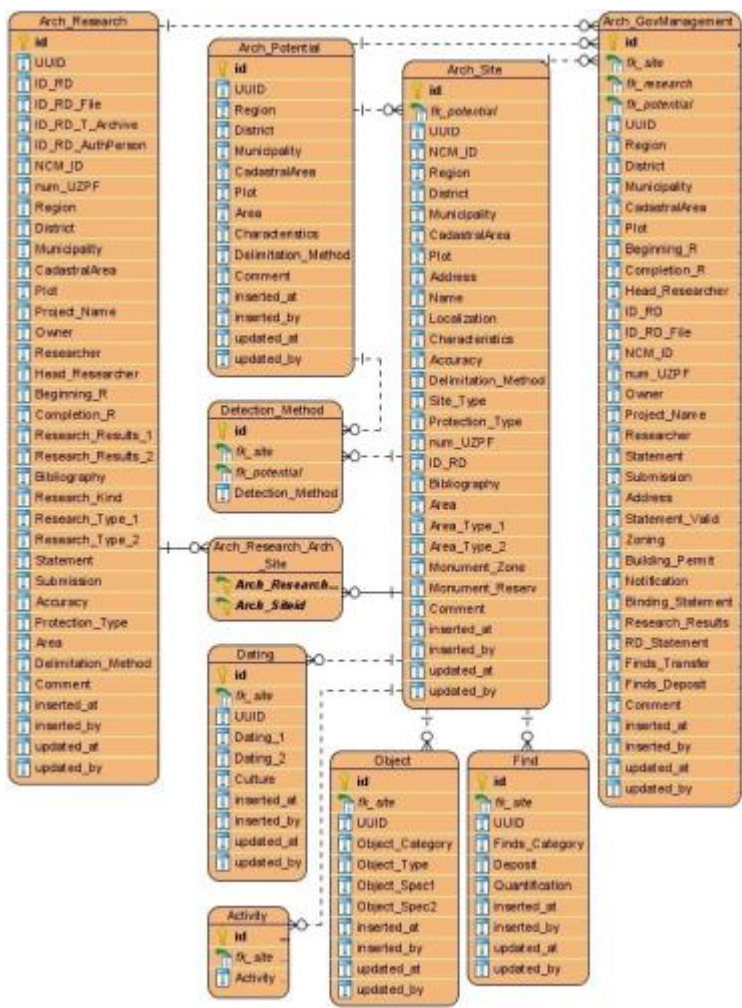 Arch_Research
id
UUID
ID_RD
ID_RD_File
ID_RD_T_Archive
ID_RD_AuthPerson
NCM_ID
num_UZPF
Region
District
Municipality
CadastralArea
Plot
Project_Name
Owner
Researcher
Head_Researcher
Beginning_R
Completion_R
Research_Results_1
Research_Results_2
Bibliography
Research_Kind
Research_Type_1
Research_Type_2
Statement
Submission
Accuracy
Protection_Type
Area
Delimitation_Method
Comment
inserted_at
inserted_by
updated_at
updated_by
Arch_Potential
id
UUID
Region
District
Municipality
CadastralArea
Plot
Area
Characteristics
Delimitation_Method
Comment
inserted_at
inserted_by
updated_at
updated_by
Detection_Method
id
fk_site
fk_potential
Detection_Method
Arch_Research_Arch
_Site
Arch_Research...
Arch_Siteid
Dating
id
fk_site
UUID
Dating_1
Dating_2
Culture
inserted_at
inserted_by
updated_at
updated_by
Activity
id ...
fk_site ...
Activity ...
Arch_Site
id
fk_potential
UUID
NCM_ID
Region
District
Municipality
CadastralArea
Plot
Address
Name
Localization
Characteristics
Accuracy
Delimitation_Method
Site_Type
Protection_Type
num_UZPF
ID_RD
Bibliography
Area
Area_Type_1
Area_Type_2
Monument_Zone
Monument_Reserv
Comment
inserted_at
inserted_by
updated_at
updated_by
Object
id
fk_site
UUID
Object_Category
Object_Type
Object_Spec1
Object_Spec2
inserted_at
inserted_by
updated_at
updated_by
Find
id
fk_site
UUID
Finds_Category
Deposit
Quantification
inserted_at
inserted_by
updated_at
updated_by
Arch_GovManagement
id
fk_site
fk_research
fk_potential
UUID
Region
District
Municipality
CadastralArea
Plot
Beginning_R
Completion_R
Head_Researcher
ID_RD
ID_RD_File
NCM_ID
num_UZPF
Owner
Project_Name
Researcher
Statement
Submission
Address
Statement_Valid
Zoning
Building_Permit
Notification
Binding_Statement
Research_Results
RD_Statement
Finds_Transfer
Finds_Deposit
Comment
inserted_at
inserted_by
updated_at
updated_by